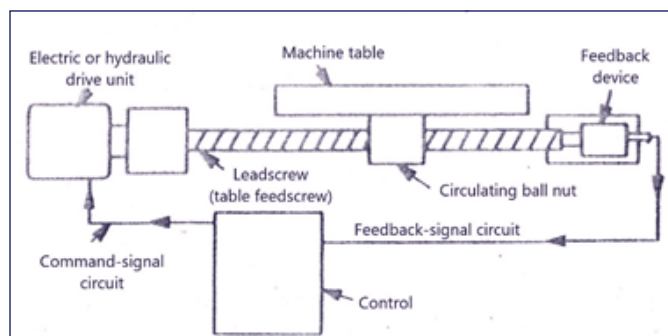 Electric or hydraulic
drive unit
Machine table
Feedback
device
Leadscrew
(table feedscrew)
Circulating ball nut
Feedback-signal circuit
Command-signal
circuit
Control